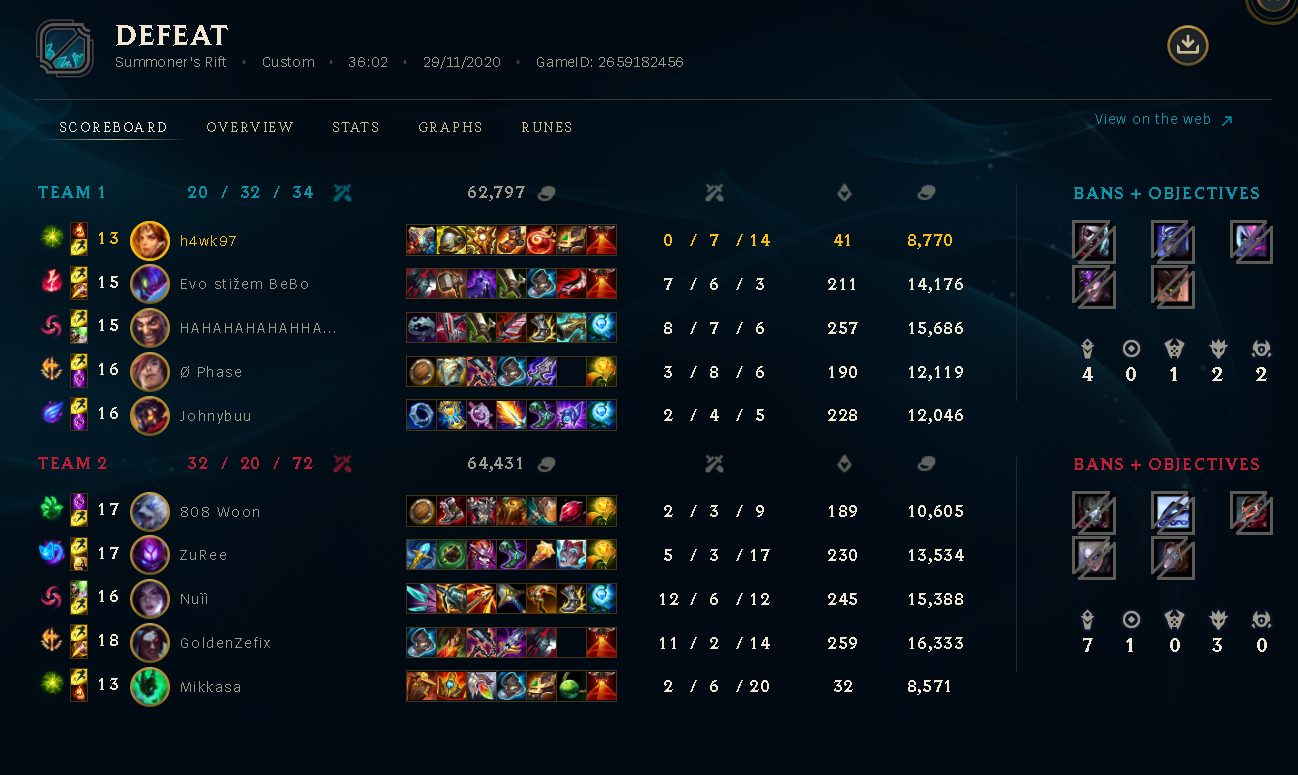 DEFEAT
Summoner's Rift • Custom • 36:02 • 29/11/2020 • GameID: 2659182456
SCOREBOARD OVERVIEW STATS GRAPHS RUNES View on the web
TEAM 1 20 / 32 / 34 62,797 BANS + OBJECTIVES
13 h4wk97 0 / 7 / 14 41 8,770
15 Evo stižem BeBo 7 / 6 / 3 211 14,176
15 HAHAHAHAHAHHA... 8 / 7 / 6 257 15,686
16 Ø Phase 3 / 8 / 6 190 12,119
4 0 1 2 2
16 Johnybuu 2 / 4 / 5 228 12,046
TEAM 2 32 / 20 / 72 64,431 BANS + OBJECTIVES
17 808 Woon 2 / 3 / 9 189 10,605
17 ZuRee 5 / 3 / 17 230 13,534
16 Nuìì 12 / 6 / 12 245 15,388
18 GoldenZefix 11 / 2 / 14 259 16,333
7 1 0 3 0
13 Mikkasa 2 / 6 / 20 32 8,571